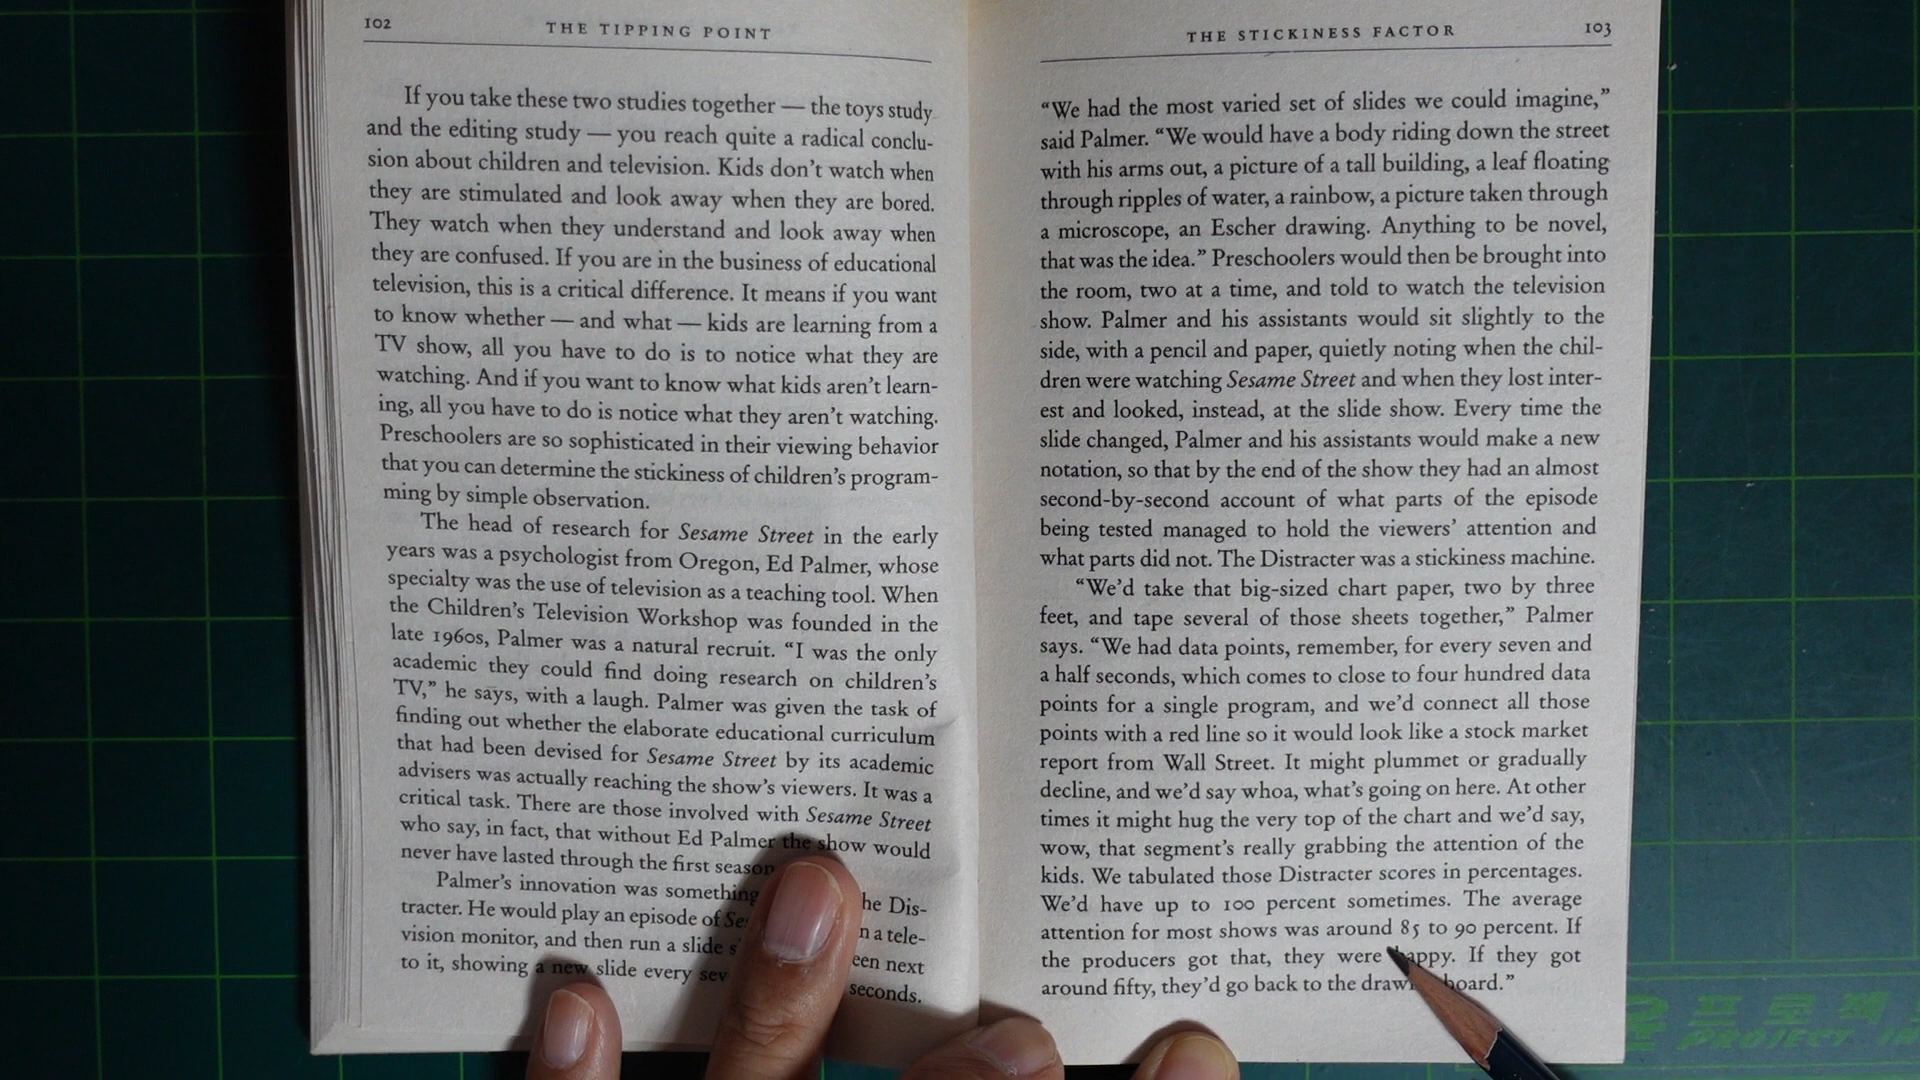 102
THE TIPPING POINT
If you take these two studies together — the toys study
and the editing study — you reach quite a radical conclu-
sion about children and television. Kids don’t watch when
they are stimulated and look away when they are bored.
They watch when they understand and look away when
they are confused. If you are in the business of educational
television, this is a critical difference. It means if you want
to know whether — and what — kids are learning from a
TV show, all you have to do is to notice what they are
watching. And if you want to know what kids aren’t learn-
ing, all you have to do is notice what they aren’t watching.
Preschoolers are so sophisticated in their viewing behavior
that you can determine the stickiness of children’s program-
ming by simple observation.
The head of research for Sesame Street in the early
years was a psychologist from Oregon, Ed Palmer, whose
specialty was the use of television as a teaching tool. When
the Children’s Television Workshop was founded in the
late 1960s, Palmer was a natural recruit. “I was the only
academic they could find doing research on children’s
TV,” he says, with a laugh. Palmer was given the task of
finding out whether the elaborate educational curriculum
that had been devised for Sesame Street by its academic
advisers was actually reaching the show’s viewers. It was a
critical task. There are those involved with Sesame Street
who say, in fact, that without Ed Palmer the show would
never have lasted through the first season
Palmer’s innovation was something he Dis-
tracter. He would play an episode of Se n a tele-
vision monitor, and then run a slide s een next
to it, showing a new slide every sev seconds.
THE STICKINESS FACTOR
103
“We had the most varied set of slides we could imagine,”
said Palmer. “We would have a body riding down the street
with his arms out, a picture of a tall building, a leaf floating
through ripples of water, a rainbow, a picture taken through
a microscope, an Escher drawing. Anything to be novel,
that was the idea.” Preschoolers would then be brought into
the room, two at a time, and told to watch the television
show. Palmer and his assistants would sit slightly to the
side, with a pencil and paper, quietly noting when the chil-
dren were watching Sesame Street and when they lost inter-
est and looked, instead, at the slide show. Every time the
slide changed, Palmer and his assistants would make a new
notation, so that by the end of the show they had an almost
second-by-second account of what parts of the episode
being tested managed to hold the viewers’ attention and
what parts did not. The Distracter was a stickiness machine.
“We’d take that big-sized chart paper, two by three
feet, and tape several of those sheets together,” Palmer
says. “We had data points, remember, for every seven and
a half seconds, which comes to close to four hundred data
points for a single program, and we’d connect all those
points with a red line so it would look like a stock market
report from Wall Street. It might plummet or gradually
decline, and we’d say whoa, what’s going on here. At other
times it might hug the very top of the chart and we’d say,
wow, that segment’s really grabbing the attention of the
kids. We tabulated those Distracter scores in percentages.
We’d have up to 100 percent sometimes. The average
attention for most shows was around 85 to 90 percent. If
the producers got that, they were happy. If they got
around fifty, they’d go back to the drawi board.”
프로젝
PROJECT